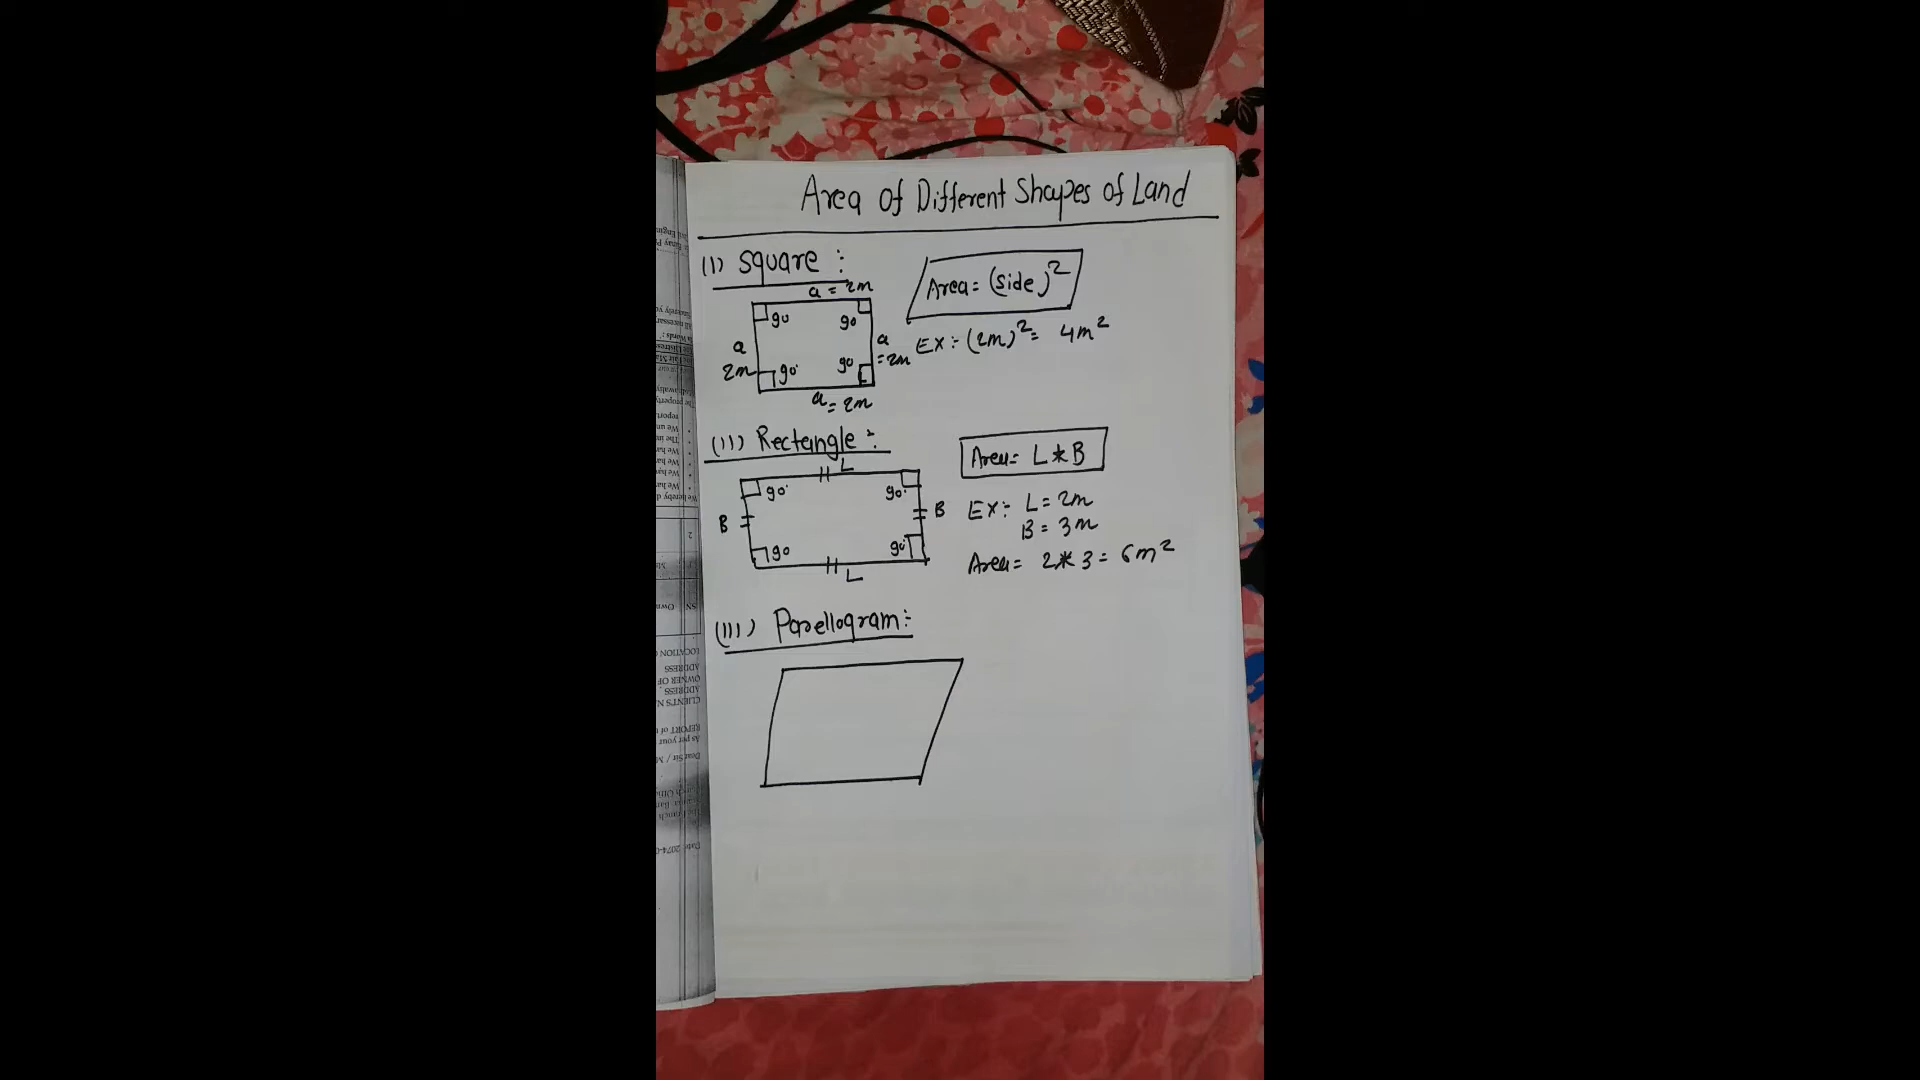 Area of Different Shapes of Land
(I) Square :-
a = 2m
Area = (side)²
90 90
a
2m
a
= 2m
EX :- (2m)² = 4m²
90° 90
a = 2m
(II) Rectangle :-
L
Area = L * B
90° 90°
B
B
EX :- L = 2m
B = 3m
90 90°
Area = 2 * 3 = 6m²
L
(III) Parellogram :-